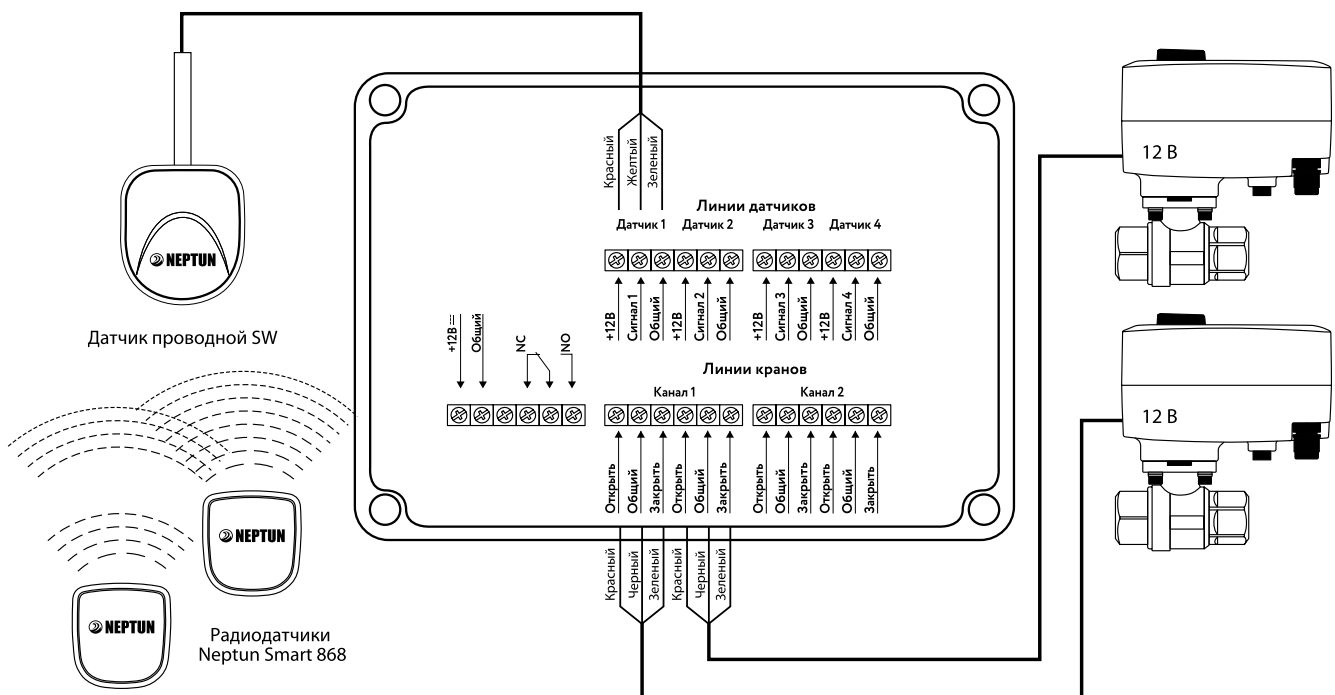 Красный
Желтый
Зеленый
12 В
Линии датчиков
Датчик 1
Датчик 2
Датчик 3
Датчик 4
NEPTUN
Датчик проводной SW
+12В
Сигнал 1
Общий
+12В
Сигнал 2
Общий
+12В
Сигнал 3
Общий
+12В
Сигнал 4
Общий
+12В
Общий
NC
NO
Линии кранов
Канал 1
Канал 2
12 В
Открыть
Общий
Закрыть
Открыть
Общий
Закрыть
Открыть
Общий
Закрыть
Открыть
Общий
Закрыть
NEPTUN
Красный
Черный
Зеленый
Красный
Черный
Зеленый
NEPTUN
Радиодатчики
Neptun Smart 868